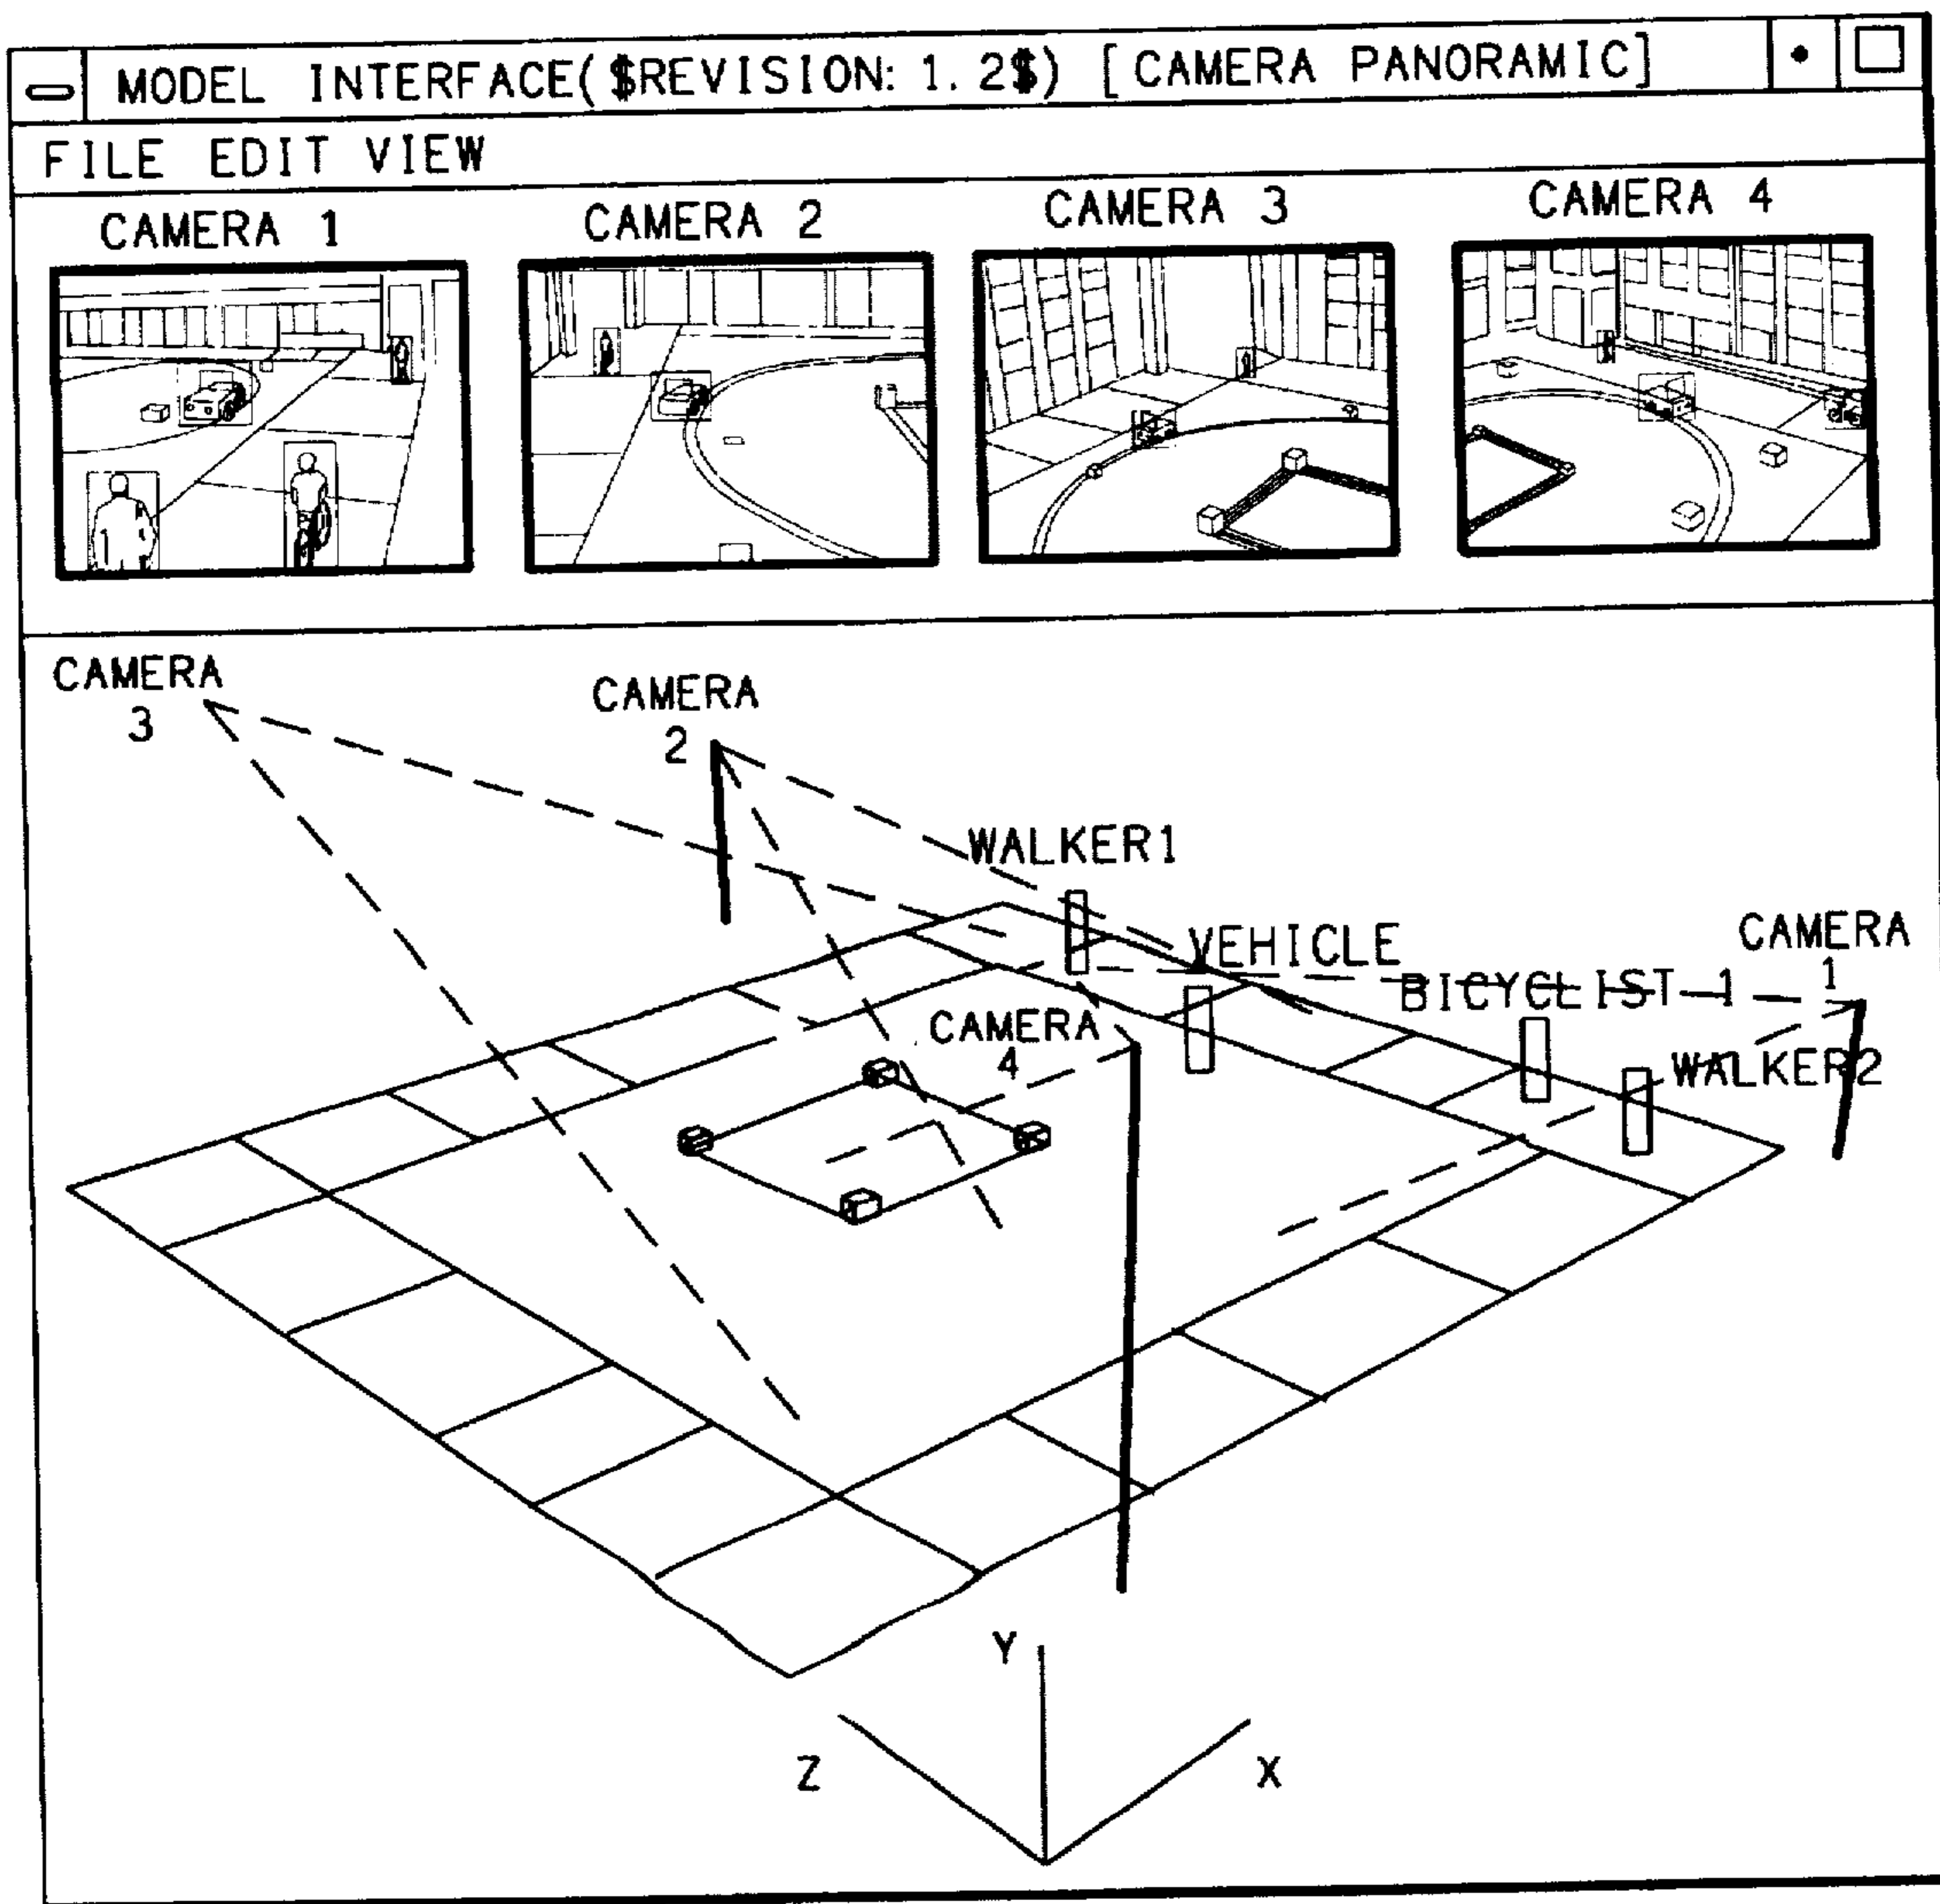 MODEL INTERFACE($REVISION: 1.2$) [CAMERA PANORAMIC]
FILE EDIT VIEW
CAMERA 1
CAMERA 2
CAMERA 3
CAMERA 4
CAMERA
3
CAMERA
2
WALKER1
VEHICLE
CAMERA
1
BICYCLIST-1
CAMERA
4
WALKER2
Y
Z
X